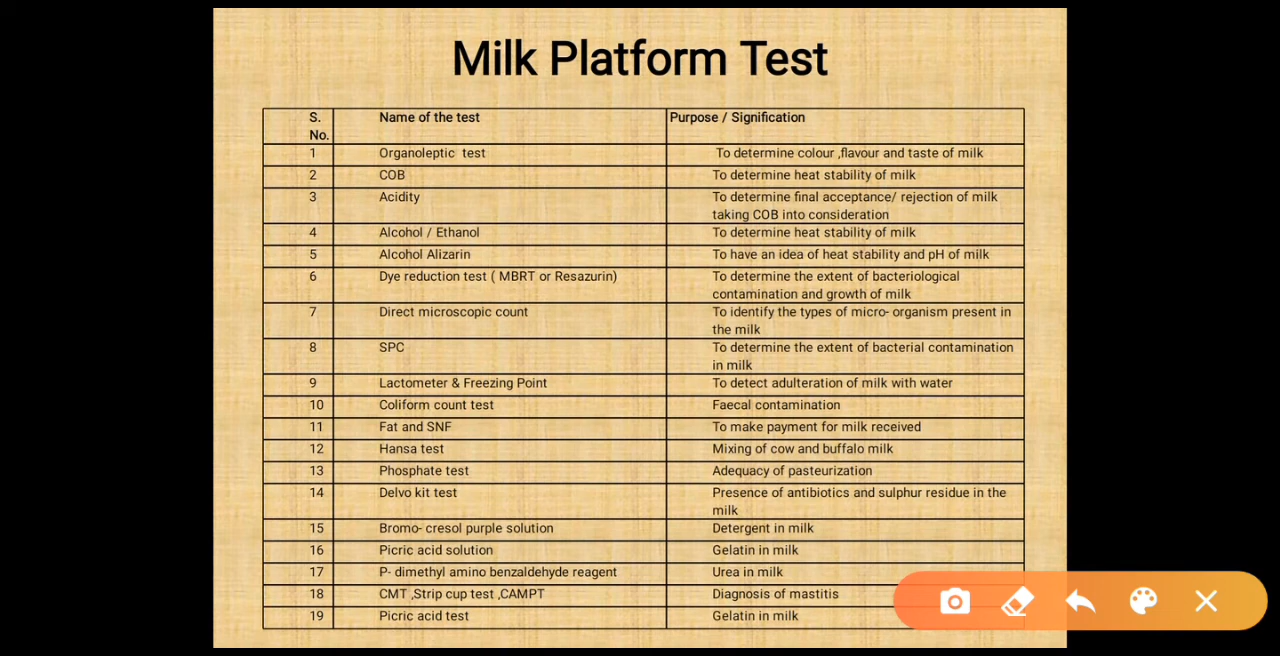 Milk Platform Test
S. No. Name of the test Purpose / Signification
1 Organoleptic test To determine colour ,flavour and taste of milk
2 COB To determine heat stability of milk
3 Acidity To determine final acceptance/ rejection of milk
taking COB into consideration
4 Alcohol / Ethanol To determine heat stability of milk
5 Alcohol Alizarin To have an idea of heat stability and pH of milk
6 Dye reduction test ( MBRT or Resazurin) To determine the extent of bacteriological
contamination and growth of milk
7 Direct microscopic count To identify the types of micro- organism present in
the milk
8 SPC To determine the extent of bacterial contamination
in milk
9 Lactometer & Freezing Point To detect adulteration of milk with water
10 Coliform count test Faecal contamination
11 Fat and SNF To make payment for milk received
12 Hansa test Mixing of cow and buffalo milk
13 Phosphate test Adequacy of pasteurization
14 Delvo kit test Presence of antibiotics and sulphur residue in the
milk
15 Bromo- cresol purple solution Detergent in milk
16 Picric acid solution Gelatin in milk
17 P- dimethyl amino benzaldehyde reagent Urea in milk
18 CMT ,Strip cup test ,CAMPT Diagnosis of mastitis
19 Picric acid test Gelatin in milk